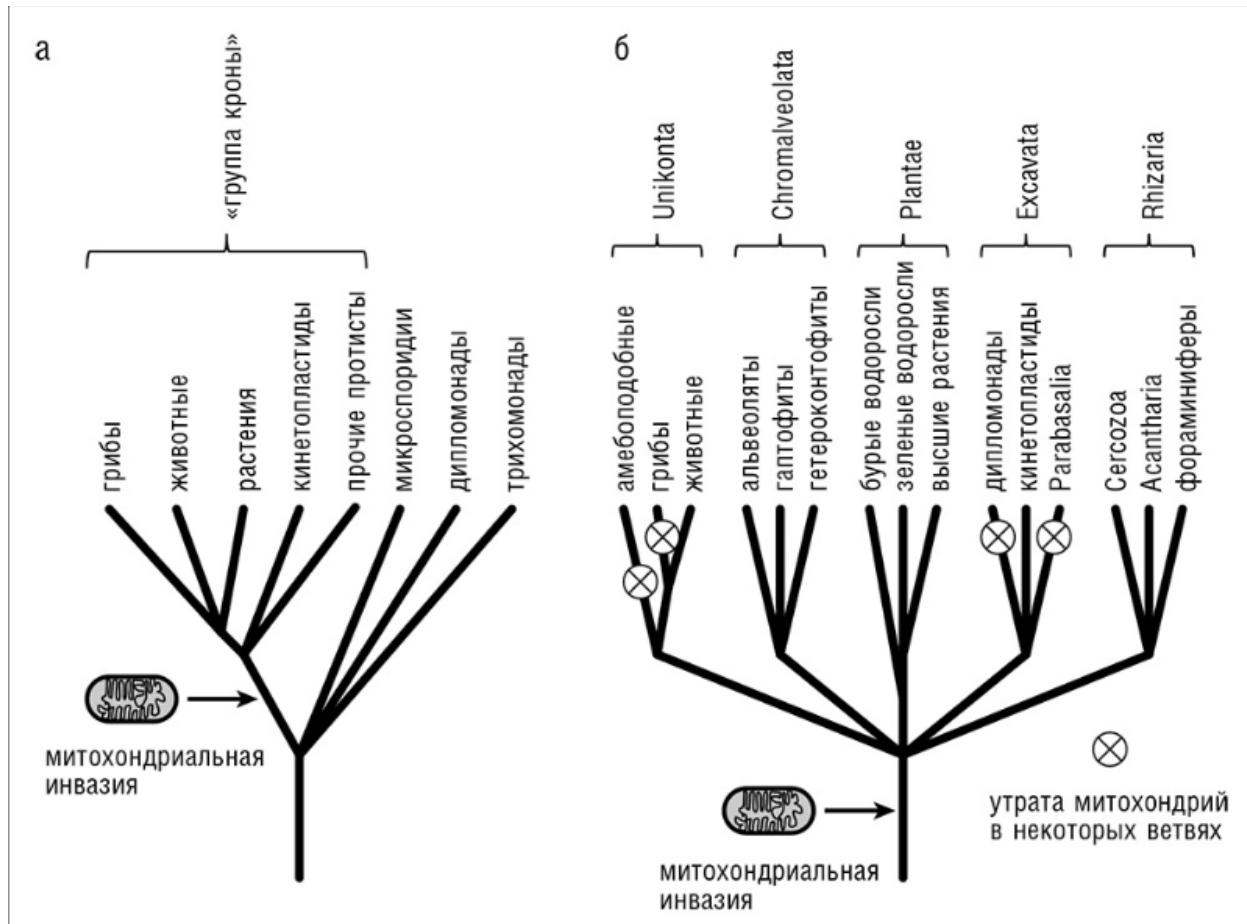 а
«группа кроны»
грибы
животные
растения
кинетопластиды
прочие протисты
микроспоридии
дипломонады
трихомонады
митохондриальная
инвазия
б
Unikonta
Chromalveolata
Plantae
Excavata
Rhizaria
амебоподобные
грибы
животные
альвеоляты
гаптофиты
гетероконтофиты
бурые водоросли
зеленые водоросли
высшие растения
дипломонады
кинетопластиды
Parabasalia
Cercozoa
Acantharia
фораминиферы
утрата митохондрий
в некоторых ветвях
митохондриальная
инвазия